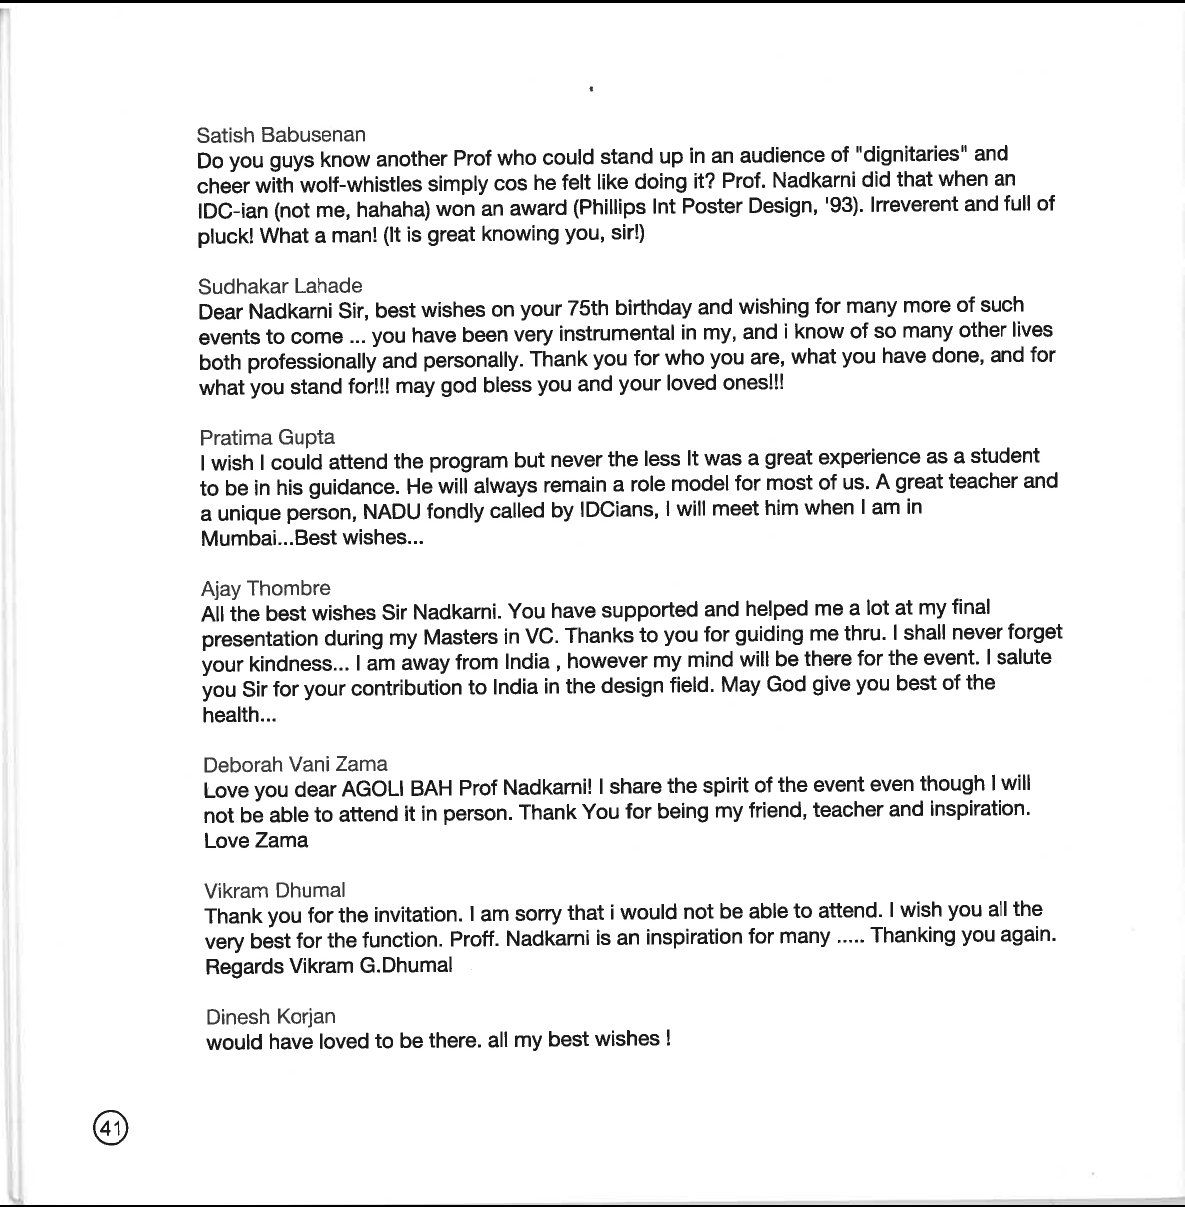 Satish Babusenan
Do you guys know another Prof who could stand up in an audience of "dignitaries" and
cheer with wolf-whistles simply cos he felt like doing it? Prof. Nadkarni did that when an
IDC-ian (not me, hahaha) won an award (Phillips Int Poster Design, '93). Irreverent and full of
pluck! What a man! (It is great knowing you, sir!)
Sudhakar Lahade
Dear Nadkarni Sir, best wishes on your 75th birthday and wishing for many more of such
events to come ... you have been very instrumental in my, and i know of so many other lives
both professionally and personally. Thank you for who you are, what you have done, and for
what you stand for!!! may god bless you and your loved ones!!!
Pratima Gupta
I wish I could attend the program but never the less It was a great experience as a student
to be in his guidance. He will always remain a role model for most of us. A great teacher and
a unique person, NADU fondly called by IDCians, I will meet him when I am in
Mumbai...Best wishes...
Ajay Thombre
All the best wishes Sir Nadkarni. You have supported and helped me a lot at my final
presentation during my Masters in VC. Thanks to you for guiding me thru. I shall never forget
your kindness... I am away from India , however my mind will be there for the event. I salute
you Sir for your contribution to India in the design field. May God give you best of the
health...
Deborah Vani Zama
Love you dear AGOLI BAH Prof Nadkarni! I share the spirit of the event even though I will
not be able to attend it in person. Thank You for being my friend, teacher and inspiration.
Love Zama
Vikram Dhumal
Thank you for the invitation. I am sorry that i would not be able to attend. I wish you all the
very best for the function. Proff. Nadkarni is an inspiration for many ..... Thanking you again.
Regards Vikram G.Dhumal
Dinesh Korjan
would have loved to be there. all my best wishes !
41